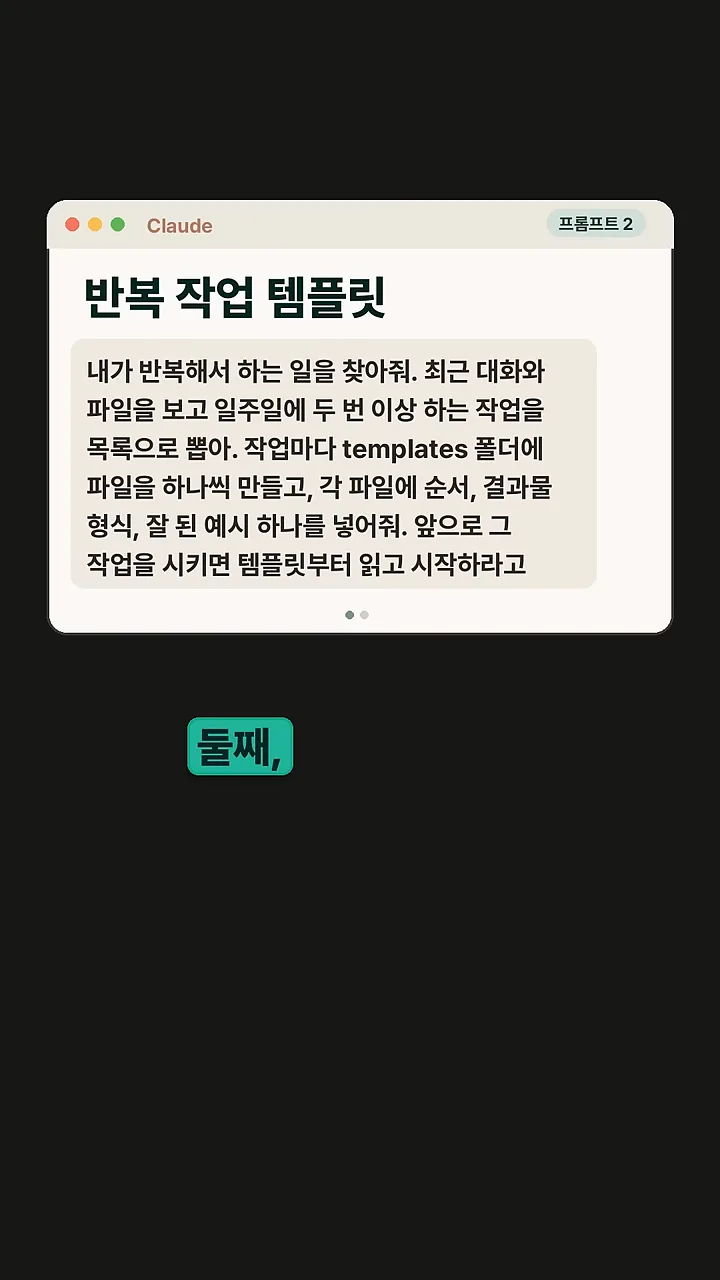 Claude
프롬프트 2
반복 작업 템플릿
내가 반복해서 하는 일을 찾아줘. 최근 대화와
파일을 보고 일주일에 두 번 이상 하는 작업을
목록으로 뽑아. 작업마다 templates 폴더에
파일을 하나씩 만들고, 각 파일에 순서, 결과물
형식, 잘 된 예시 하나를 넣어줘. 앞으로 그
작업을 시키면 템플릿부터 읽고 시작하라고
둘째,